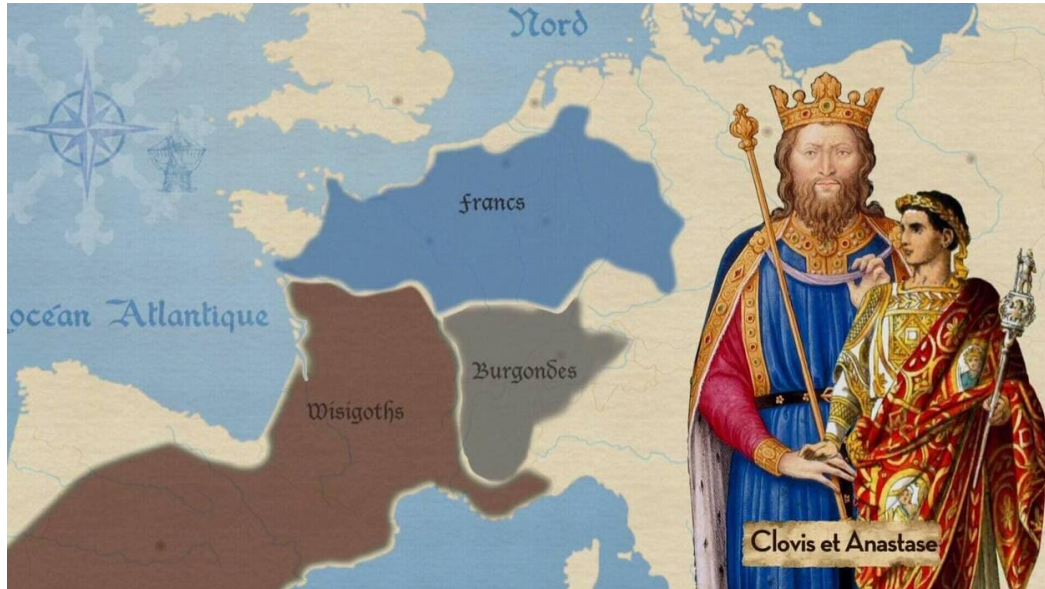 Nord
francs
océan Atlantique
Burgondes
Wisigoths
Clovis et Anastase